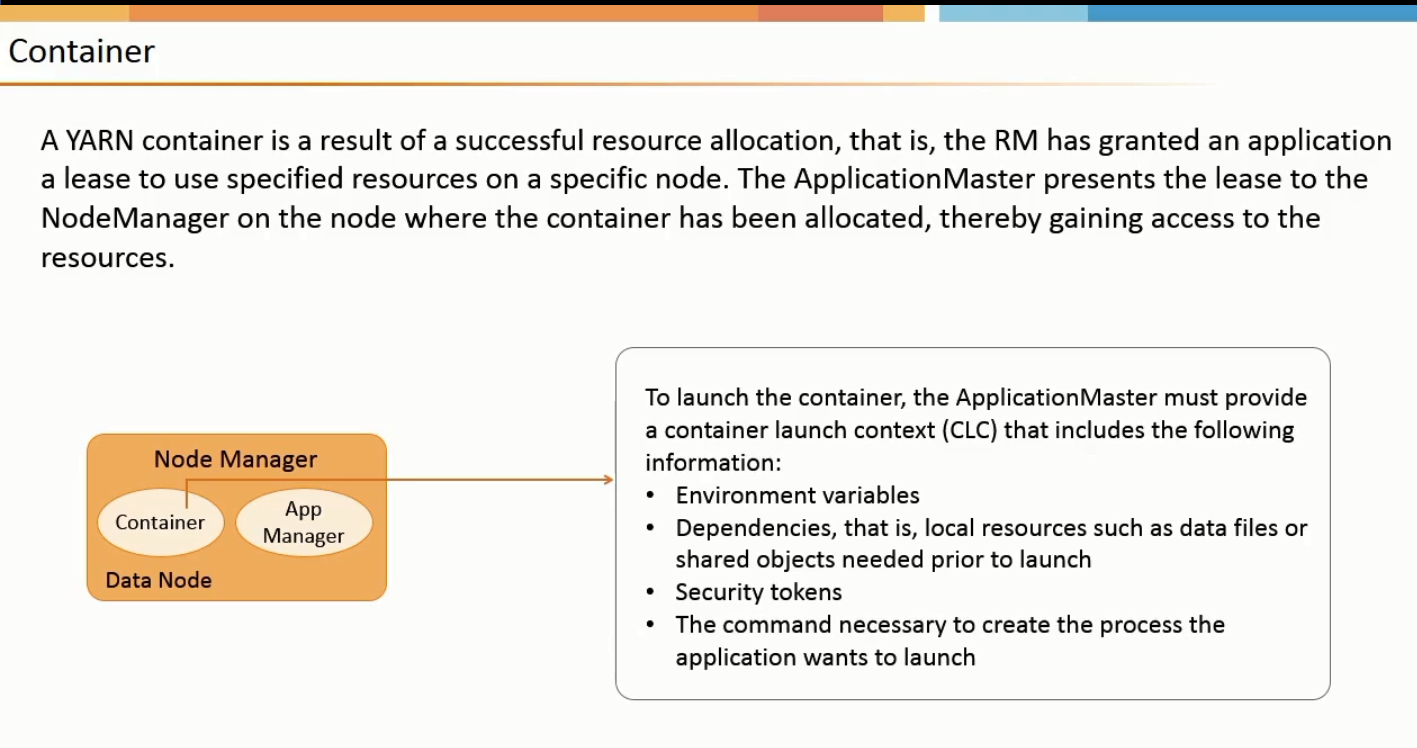 Container
A YARN container is a result of a successful resource allocation, that is, the RM has granted an application
a lease to use specified resources on a specific node. The ApplicationMaster presents the lease to the
NodeManager on the node where the container has been allocated, thereby gaining access to the
resources.
Node Manager
Container
App
Manager
Data Node
To launch the container, the ApplicationMaster must provide
a container launch context (CLC) that includes the following
information:
• Environment variables
• Dependencies, that is, local resources such as data files or
shared objects needed prior to launch
• Security tokens
• The command necessary to create the process the
application wants to launch